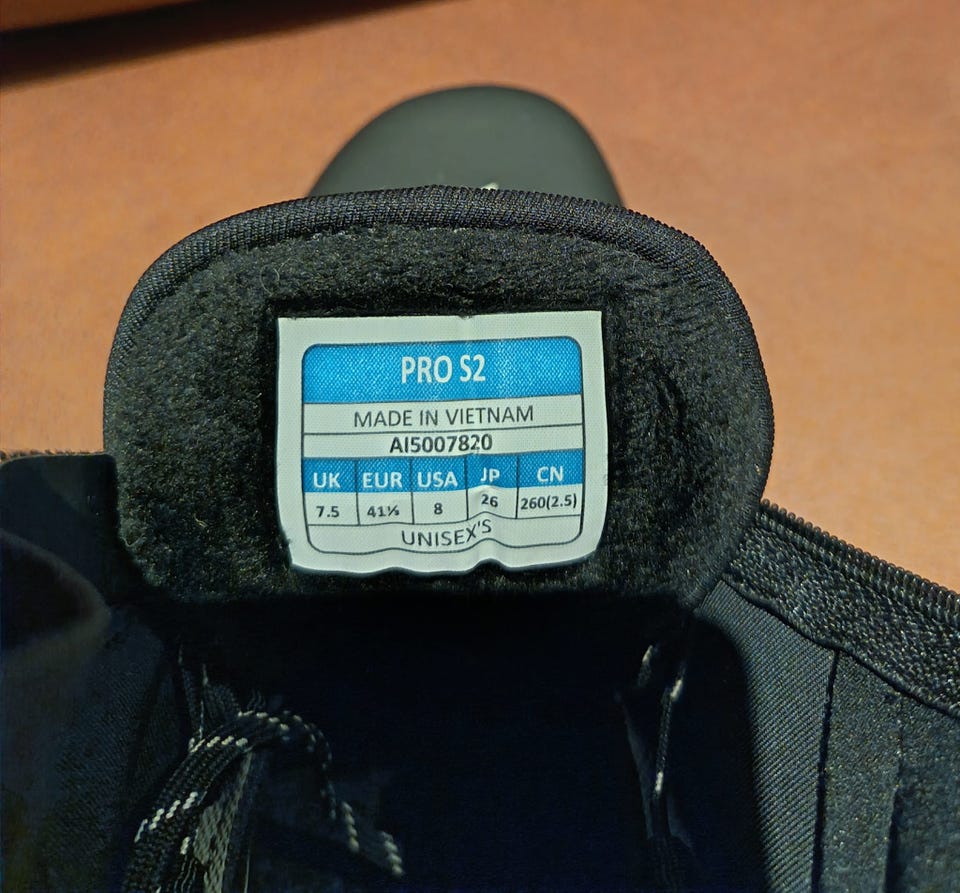 PRO S2
MADE IN VIETNAM
AI5007820
UK EUR USA JP CN
7.5 41⅓ 8 26 260(2.5)
UNISEX'S